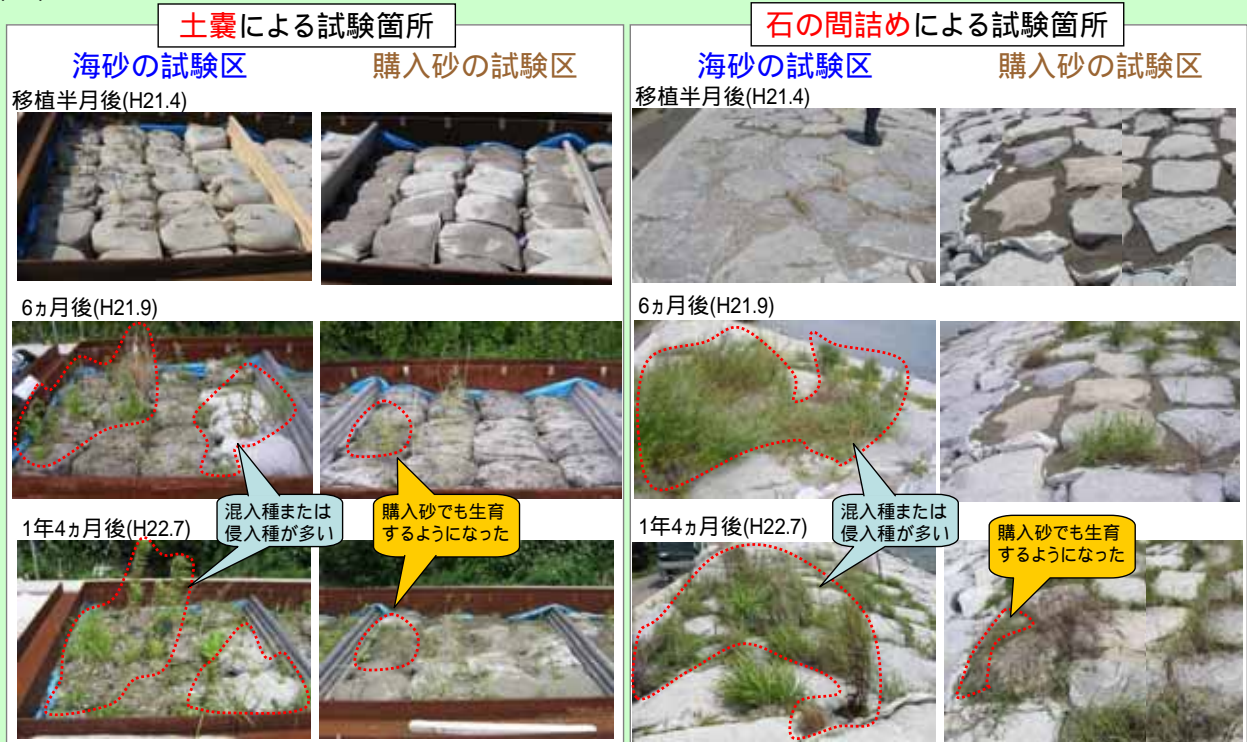 土嚢による試験箇所
海砂の試験区
購入砂の試験区
移植半月後(H21.4)
6ヵ月後(H21.9)
混入種または
侵入種が多い
購入砂でも生育
するようになった
1年4ヵ月後(H22.7)
石の間詰めによる試験箇所
海砂の試験区
購入砂の試験区
移植半月後(H21.4)
6ヵ月後(H21.9)
混入種または
侵入種が多い
1年4ヵ月後(H22.7)
購入砂でも生育
するようになった